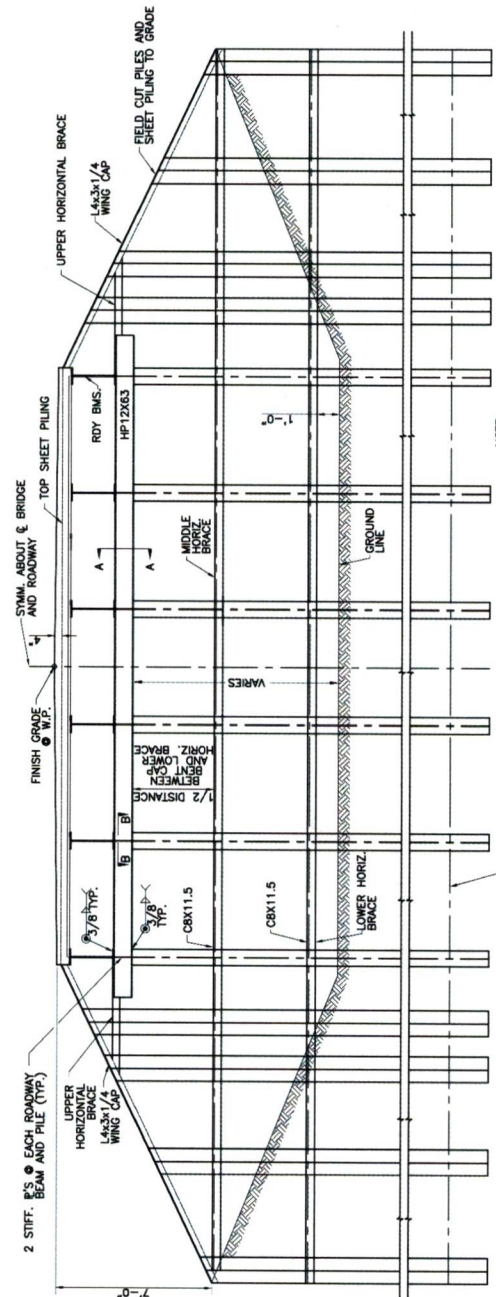 2 STIFF. ℞'S @ EACH ROADWAY
BEAM AND PILE (TYP.)
FINISH GRADE
@ W.P.
SYMM. ABOUT ℄ BRIDGE
AND ROADWAY
4"
TOP SHEET PILING
UPPER HORIZONTAL BRACE
L4x3x1/4
WING CAP
FIELD CUT PILES AND
SHEET PILING TO GRADE
7'-0"
UPPER
HORIZONTAL
BRACE
L4x3x1/4
WING CAP
3/8" TYP.
3/8"
TYP.
B
B
A
A
RDY BMS.
HP12X63
1/2 DISTANCE
BETWEEN
BENT CAP
AND LOWER
HORIZ. BRACE
C8X11.5
MIDDLE
HORIZ.
BRACE
VARIES
C8X11.5
LOWER HORIZ.
BRACE
GROUND
LINE
1'-0"